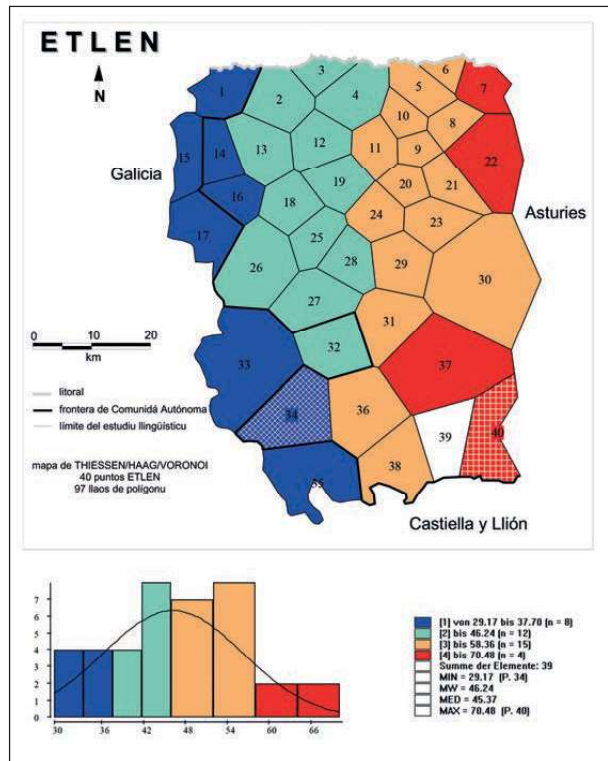 ETLEN
N
3
6
1
2
4
5
7
10
8
14
13
12
11
9
15
22
Galicia
16
19
20
21
18
Asturies
17
24
23
25
26
28
29
30
27
31
0 10 20
km
32
33
37
litoral
34
36
frontera de Comunidá Autónoma
40
39
límite del estudiu llingüísticu
mapa de THIESSEN/HAAG/VORONOI
38
40 puntos ETLEN
35
97 llaos de polígonu
Castiella y Llión
7
6
5
4
3
2
1
0
30 36 42 48 54 60 66
[1] von 29.17 bis 37.70 (n = 8)
[2] bis 46.24 (n = 12)
[3] bis 58.36 (n = 15)
[4] bis 70.48 (n = 4)
Summe der Elemente: 39
MIN = 29.17 (P. 34)
MW = 46.24
MED = 45.37
MAX = 70.48 (P. 40)